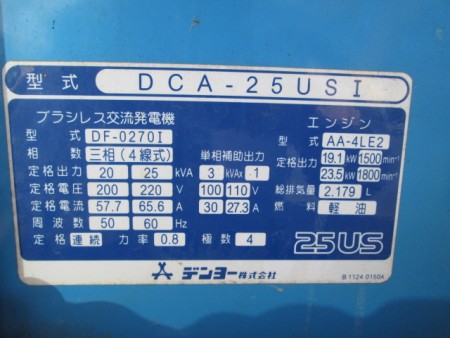 型式 DCA-25USI
ブラシレス交流発電機
型式 DF-0270I
相数 三相(4線式) 単相補助出力
定格出力 20 25 kVA 3 kVA× 1
定格電圧 200 220 V 100 110 V
定格電流 57.7 65.6 A 30 27.3 A
周波数 50 60 Hz
定格 連続 力率 0.8 極数 4
エンジン
型式 AA-4LE2
定格出力 19.1 kW 1500 min⁻¹
23.5 kW 1800 min⁻¹
総排気量 2.179 L
燃料 軽油
25US
デンヨー株式会社
B 1124 0160A